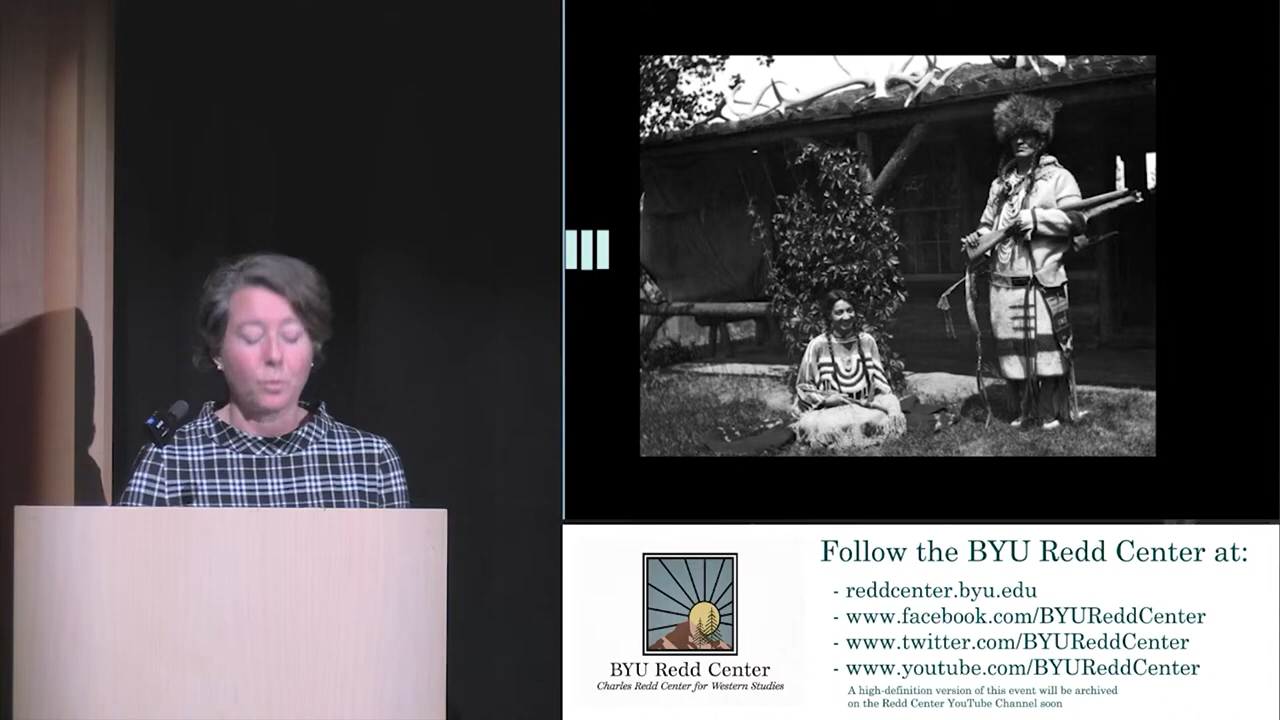 Follow the BYU Redd Center at:
- reddcenter.byu.edu
- www.facebook.com/BYUReddCenter
- www.twitter.com/BYUReddCenter
- www.youtube.com/BYUReddCenter
A high-definition version of this event will be archived
on the Redd Center YouTube Channel soon
BYU Redd Center
Charles Redd Center for Western Studies